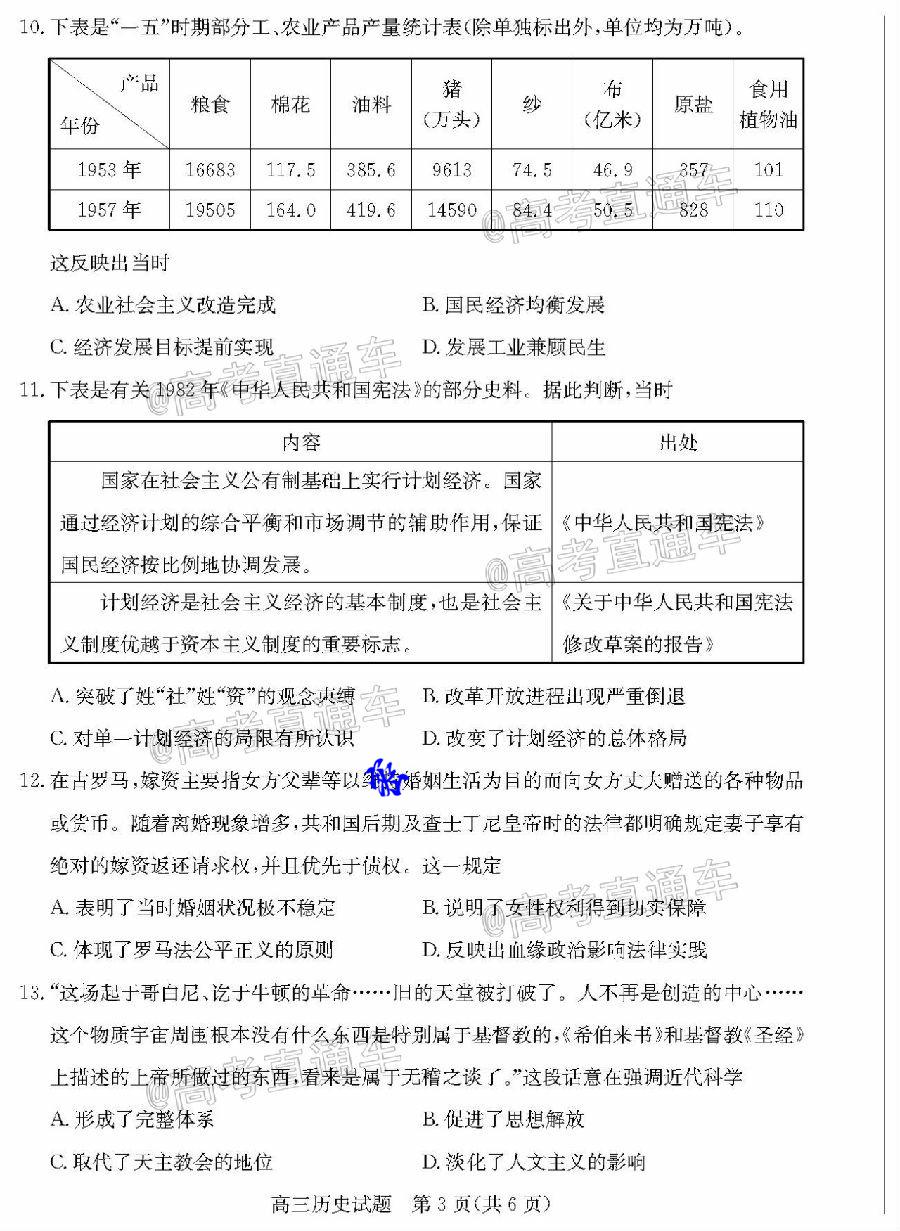 10. 下表是“一五”时期部分工、农业产品产量统计表(除单独标出外,单位均为万吨)。
产品 年份 粮食 棉花 油料 猪(万头) 纱 布(亿米) 原盐 食用植物油
1953 年 16683 117.5 385.6 9613 74.5 46.9 357 101
1957 年 19505 164.0 419.6 14590 84.4 50.5 828 110
这反映出当时
A. 农业社会主义改造完成 B. 国民经济均衡发展
C. 经济发展目标提前实现 D. 发展工业兼顾民生
11. 下表是有关 1982 年《中华人民共和国宪法》的部分史料。据此判断,当时
内容 出处
国家在社会主义公有制基础上实行计划经济。国家
通过经济计划的综合平衡和市场调节的辅助作用,保证
国民经济按比例地协调发展。
《中华人民共和国宪法》
计划经济是社会主义经济的基本制度,也是社会主
义制度优越于资本主义制度的重要标志。
《关于中华人民共和国宪法
修改草案的报告》
A. 突破了姓“社”姓“资”的观念束缚 B. 改革开放进程出现严重倒退
C. 对单一计划经济的局限有所认识 D. 改变了计划经济的总体格局
12. 在古罗马,嫁资主要指女方父辈等以 婚姻生活为目的而向女方丈夫赠送的各种物品
或货币。随着离婚现象增多,共和国后期及查士丁尼皇帝时的法律都明确规定妻子享有
绝对的嫁资返还请求权,并且优先于债权。这一规定
A. 表明了当时婚姻状况极不稳定 B. 说明了女性权利得到切实保障
C. 体现了罗马法公平正义的原则 D. 反映出血缘政治影响法律实践
13. “这场起于哥白尼、讫于牛顿的革命……旧的天堂被打破了。人不再是创造的中心……
这个物质宇宙周围根本没有什么东西是特别属于基督教的,《希伯来书》和基督教《圣经》
上描述的上帝所做过的东西,看来是属于无稽之谈了。”这段话意在强调近代科学
A. 形成了完整体系 B. 促进了思想解放
C. 取代了天主教会的地位 D. 淡化了人文主义的影响
高三历史试题 第 3 页(共 6 页)
@高考直通车
@高考直通车
@高考直通车
@高考直通车
@高考直通车
@高考直通车